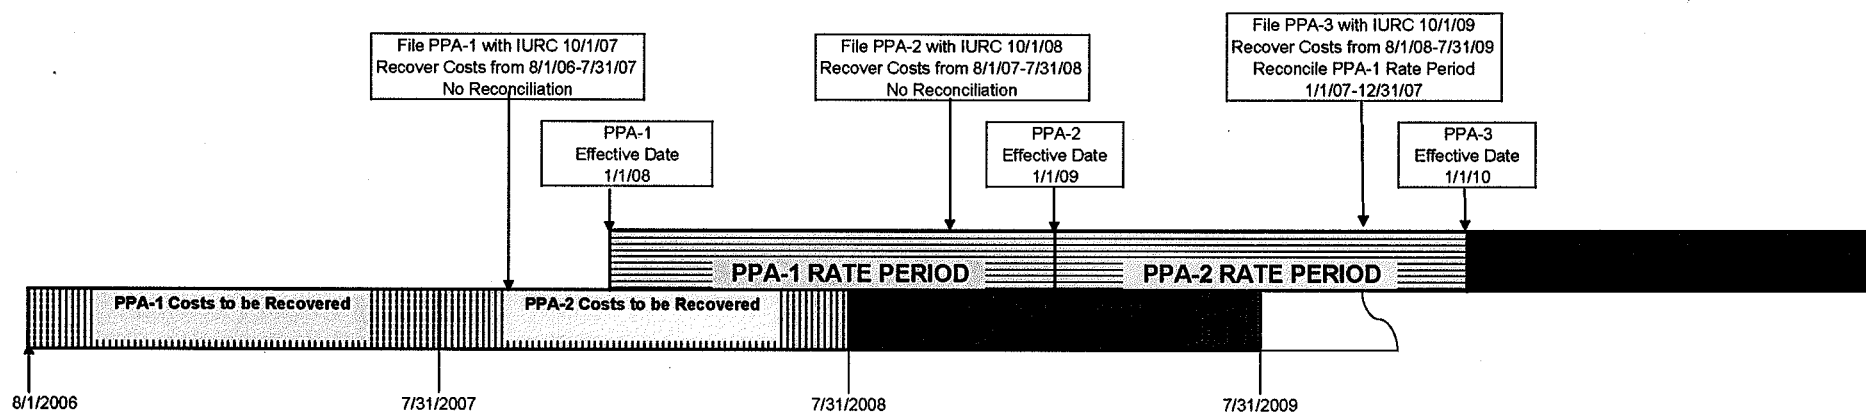 File PPA-1 with IURC 10/1/07
Recover Costs from 8/1/06-7/31/07
No Reconciliation
File PPA-2 with IURC 10/1/08
Recover Costs from 8/1/07-7/31/08
No Reconciliation
File PPA-3 with IURC 10/1/09
Recover Costs from 8/1/08-7/31/09
Reconcile PPA-1 Rate Period
1/1/07-12/31/07
PPA-1
Effective Date
1/1/08
PPA-2
Effective Date
1/1/09
PPA-3
Effective Date
1/1/10
PPA-1 RATE PERIOD
PPA-2 RATE PERIOD
PPA-1 Costs to be Recovered
PPA-2 Costs to be Recovered
8/1/2006
7/31/2007
7/31/2008
7/31/2009